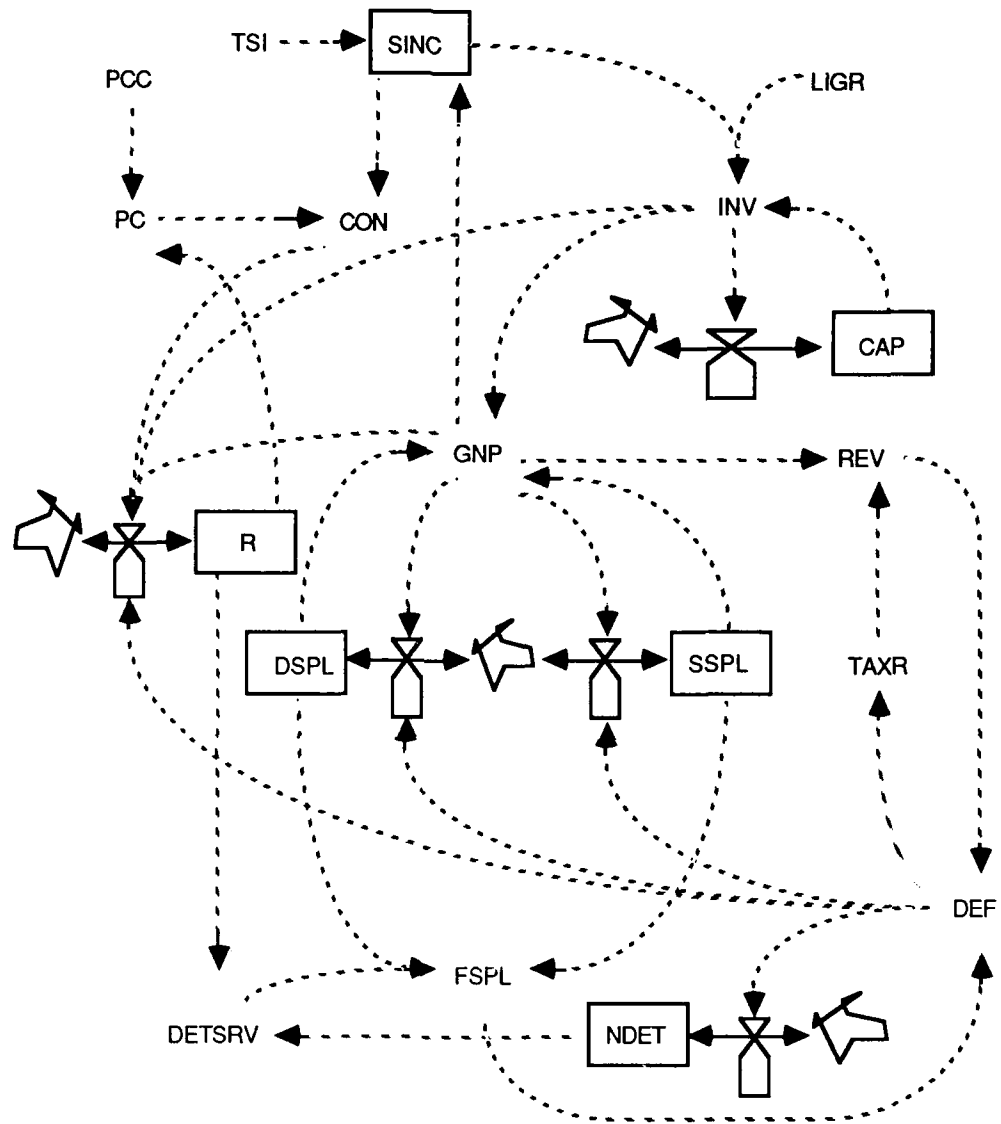 TSI
SINC
PCC
LIGR
PC
CON
INV
CAP
GNP
REV
R
DSPL
SSPL
TAXR
DEF
FSPL
DETSRV
NDET